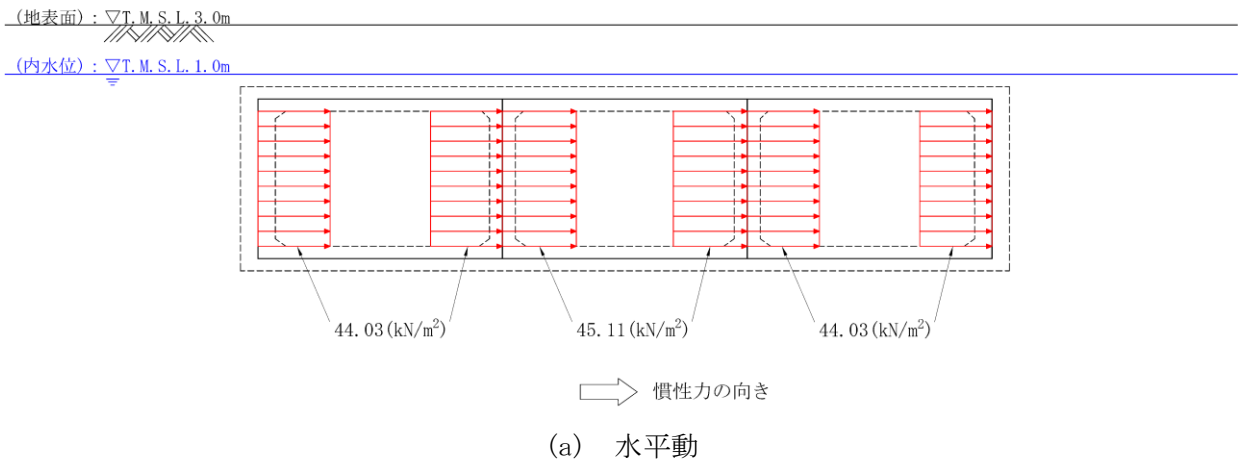 (地表面) : ▽T.M.S.L.3.0m
(内水位) : ▽T.M.S.L.1.0m
44.03(kN/m²) 45.11(kN/m²) 44.03(kN/m²)
慣性力の向き
(a) 水平動